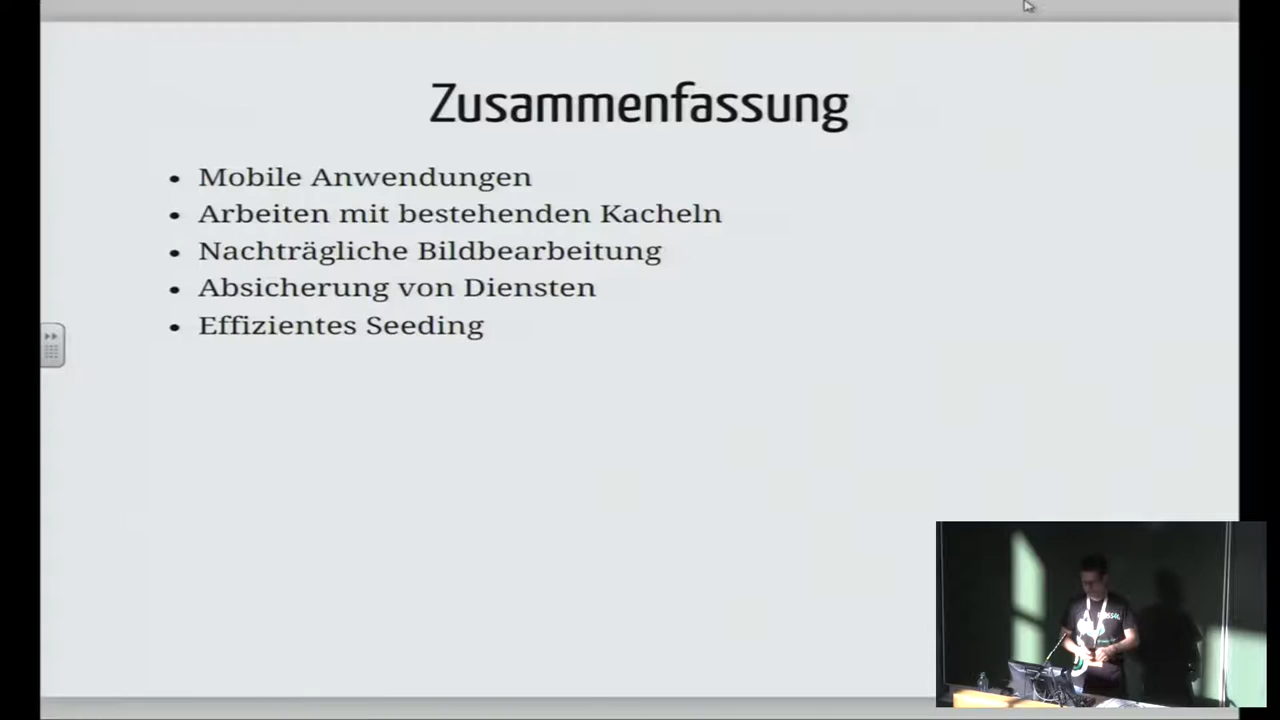 Zusammenfassung
Mobile Anwendungen
Arbeiten mit bestehenden Kacheln
Nachträgliche Bildbearbeitung
Absicherung von Diensten
Effizientes Seeding